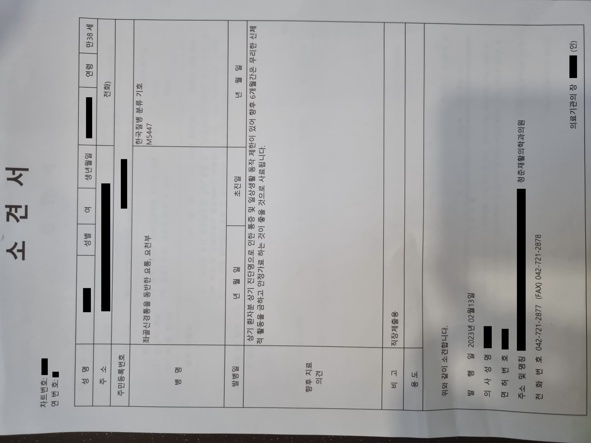 소 견 서
차트번호:
연 번 호:
성 명 성별 여 생년월일 연령 만38 세
주 소 전화)
주민등록번호
병 명 좌골신경통을 동반한 요통, 요천부 한국질병 분류 기호
M5447
발병일 년 월 일 초진일 년 월 일
향후 치료
의견
상기 환자분 상기 진단명으로 인한 통증 및 일상생활 동작 제한이 있어 향후 6개월간은 무리한 신체
적 활동을 금하고 안정가료 하는 것이 좋을 것으로 사료됩니다.
비 고 직장제출용
용 도
위와 같이 소견합니다.
발 행 일 2023년 02월13일
의 사 성 명
면 허 번 호
주소 및 명칭 청춘재활의학과의원
전 화 번 호 042-721-2877 (FAX) 042-721-2878
의료기관의 장 (인)